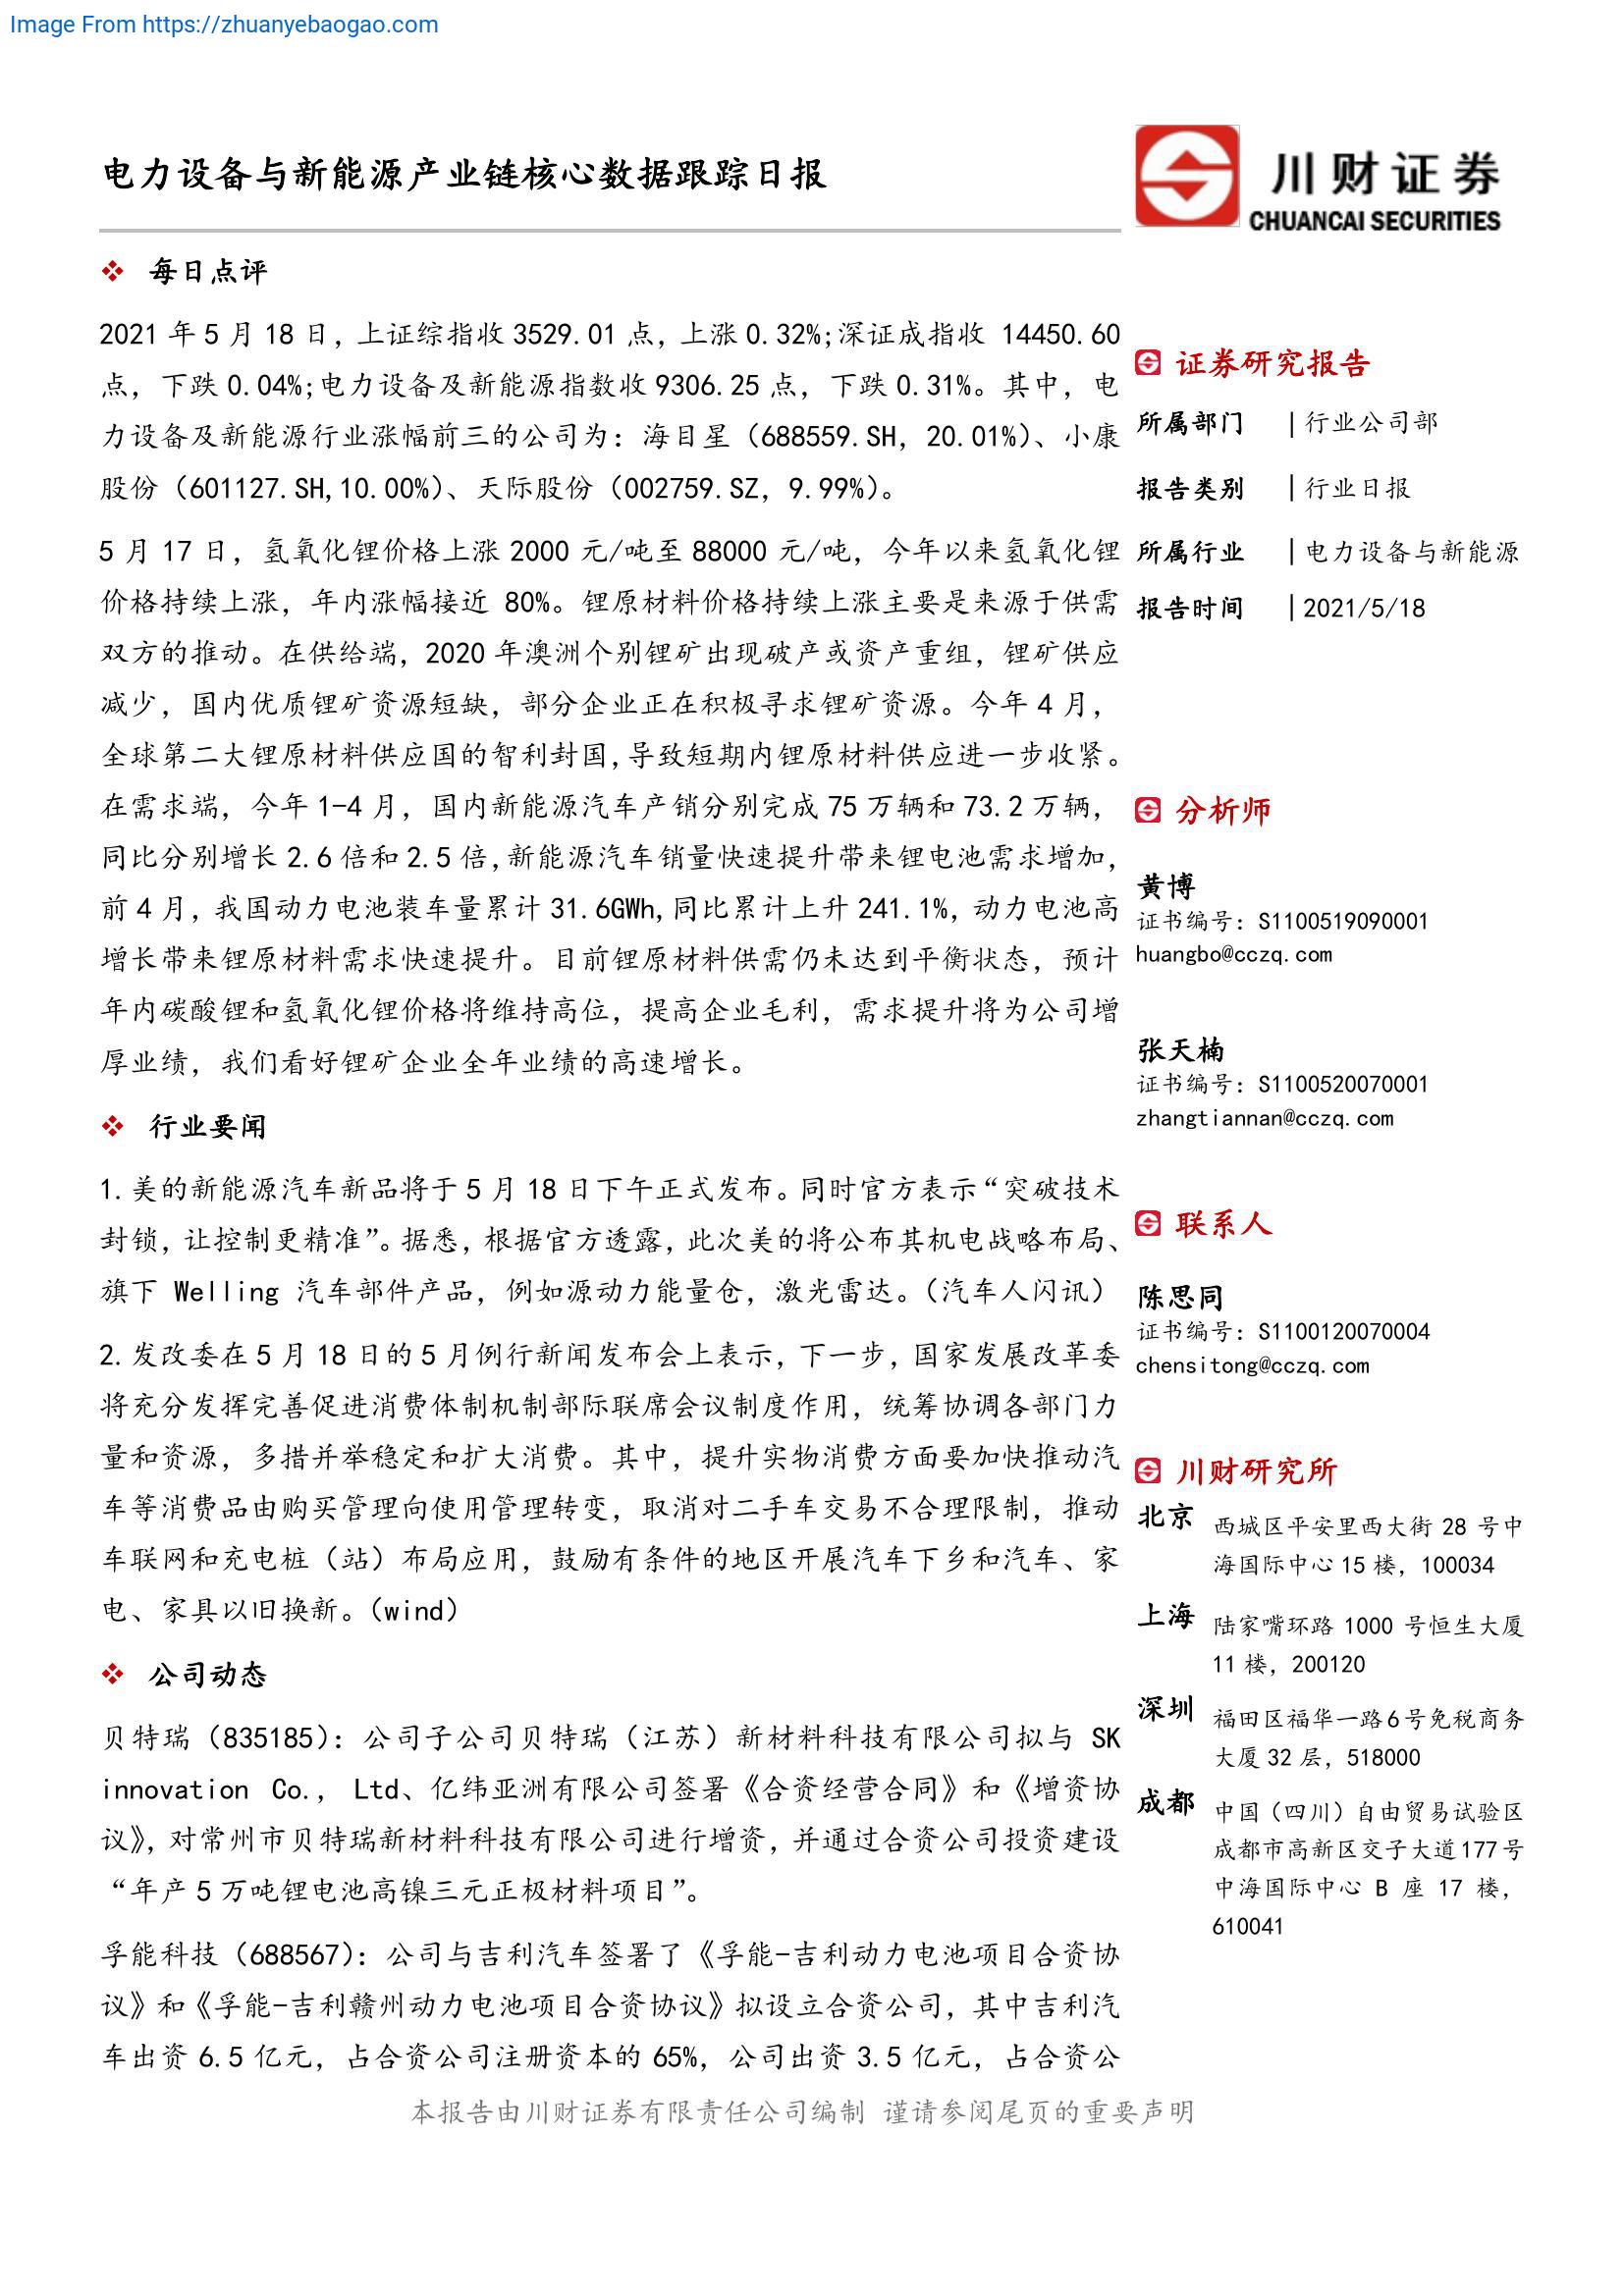 Image From https://zhuanyebaogao.com
电力设备与新能源产业链核心数据跟踪日报
川财证券
CHUANCAI SECURITIES
每日点评
2021 年 5 月 18 日，上证综指收 3529.01 点，上涨 0.32%;深证成指收 14450.60
点，下跌 0.04%;电力设备及新能源指数收 9306.25 点，下跌 0.31%。其中，电
力设备及新能源行业涨幅前三的公司为：海目星（688559.SH，20.01%）、小康
股份（601127.SH,10.00%）、天际股份（002759.SZ，9.99%）。
5 月 17 日，氢氧化锂价格上涨 2000 元/吨至 88000 元/吨，今年以来氢氧化锂
价格持续上涨，年内涨幅接近 80%。锂原材料价格持续上涨主要是来源于供需
双方的推动。在供给端，2020 年澳洲个别锂矿出现破产或资产重组，锂矿供应
减少，国内优质锂矿资源短缺，部分企业正在积极寻求锂矿资源。今年 4 月，
全球第二大锂原材料供应国的智利封国,导致短期内锂原材料供应进一步收紧。
在需求端，今年 1-4 月，国内新能源汽车产销分别完成 75 万辆和 73.2 万辆，
同比分别增长 2.6 倍和 2.5 倍,新能源汽车销量快速提升带来锂电池需求增加，
前 4 月，我国动力电池装车量累计 31.6GWh,同比累计上升 241.1%，动力电池高
增长带来锂原材料需求快速提升。目前锂原材料供需仍未达到平衡状态，预计
年内碳酸锂和氢氧化锂价格将维持高位，提高企业毛利，需求提升将为公司增
厚业绩，我们看好锂矿企业全年业绩的高速增长。
行业要闻
1.美的新能源汽车新品将于 5 月 18 日下午正式发布。同时官方表示“突破技术
封锁，让控制更精准”。据悉，根据官方透露，此次美的将公布其机电战略布局、
旗下 Welling 汽车部件产品，例如源动力能量仓，激光雷达。（汽车人闪讯）
2.发改委在 5 月 18 日的 5 月例行新闻发布会上表示，下一步，国家发展改革委
将充分发挥完善促进消费体制机制部际联席会议制度作用，统筹协调各部门力
量和资源，多措并举稳定和扩大消费。其中，提升实物消费方面要加快推动汽
车等消费品由购买管理向使用管理转变，取消对二手车交易不合理限制，推动
车联网和充电桩（站）布局应用，鼓励有条件的地区开展汽车下乡和汽车、家
电、家具以旧换新。（wind）
公司动态
贝特瑞（835185）：公司子公司贝特瑞（江苏）新材料科技有限公司拟与 SK
innovation Co., Ltd、亿纬亚洲有限公司签署《合资经营合同》和《增资协
议》，对常州市贝特瑞新材料科技有限公司进行增资，并通过合资公司投资建设
“年产 5 万吨锂电池高镍三元正极材料项目”。
孚能科技（688567）：公司与吉利汽车签署了《孚能-吉利动力电池项目合资协
议》和《孚能-吉利赣州动力电池项目合资协议》拟设立合资公司，其中吉利汽
车出资 6.5 亿元，占合资公司注册资本的 65%，公司出资 3.5 亿元，占合资公
证券研究报告
所属部门 | 行业公司部
报告类别 | 行业日报
所属行业 | 电力设备与新能源
报告时间 | 2021/5/18
分析师
黄博
证书编号：S1100519090001
huangbo@cczq.com
张天楠
证书编号：S1100520070001
zhangtiannan@cczq.com
联系人
陈思同
证书编号：S1100120070004
chensitong@cczq.com
川财研究所
北京 西城区平安里西大街 28 号中
海国际中心 15 楼，100034
上海 陆家嘴环路 1000 号恒生大厦
11 楼，200120
深圳 福田区福华一路 6 号免税商务
大厦 32 层，518000
成都 中国（四川）自由贸易试验区
成都市高新区交子大道 177 号
中海国际中心 B 座 17 楼，
610041
本报告由川财证券有限责任公司编制 谨请参阅尾页的重要声明